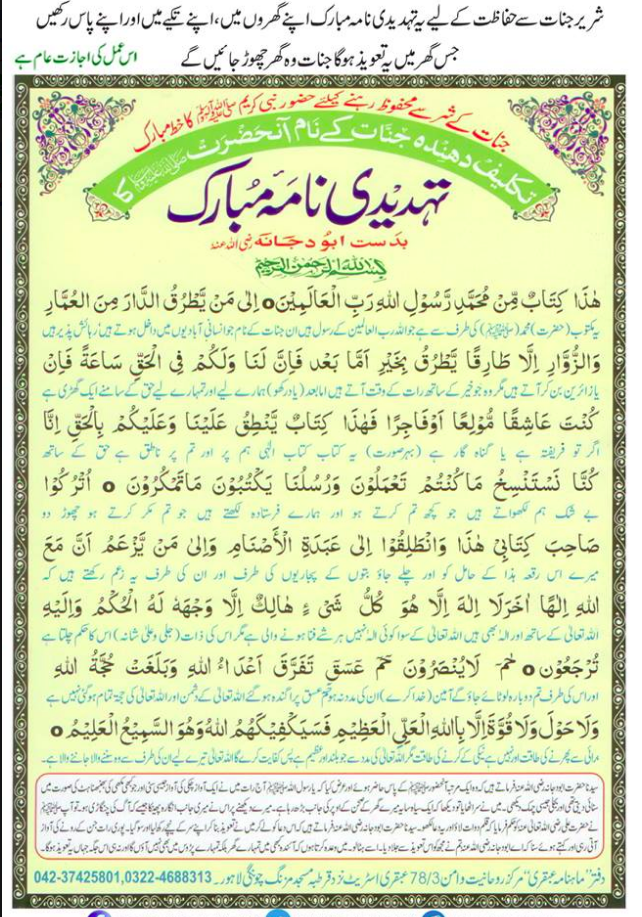 شریر جنات سے حفاظت کے لیے یہ تہدیدی نامہ مبارک اپنے گھروں میں، اپنے تکیے میں اور اپنے پاس رکھیں
جس گھر میں یہ تعویذ ہوگا جنات وہ گھر چھوڑ جائیں گے
اس عمل کی اجازت عام ہے
جنات کے شر سے محفوظ رہنے کیلئے حضور نبی کریم ﷺ کا خط مبارک
تکلیف دھندہ جنات کے نام آنحضرت ﷺ کا
تہدیدی نامۂ مبارک
بدست ابو دجانہ رضی اللہ عنہ
بسم اللہ الرحمن الرحیم
هٰذَا كِتَابٌ مِّنْ مُّحَمَّدٍ رَّسُوْلِ اللهِ رَبِّ الْعَالَمِيْنَ ○ اِلٰى مَنْ يَّطْرُقُ الدَّارَ مِنَ الْعُمَّارِ
یہ مکتوب (حضرت) محمد (ﷺ) کی طرف سے ہے جو اللہ رب العالمین کے رسول ہیں ان جنات کے نام جو انسانی آبادیوں میں داخل ہوتے ہیں رہائش پذیر ہیں
وَالزُّوَّارِ اِلَّا طَارِقًا يَّطْرُقُ بِخَيْرٍ اَمَّا بَعْد فَاِنَّ لَنَا وَلَكُمْ فِى الْحَقِّ سَاعَةً فَاِنْ
یا زائرین بن کر آتے ہیں مگر وہ جو خیر کے ساتھ رات کے وقت آتے ہیں اما بعد (یاد رکھو) ہمارے لیے اور تمہارے لیے حق کے سامنے ایک گھڑی ہے
كُنْتَ عَاشِقًا مُّوْلِعًا اَوْ فَاجِرًا فَهٰذَا كِتَابٌ يَّنْطِقُ عَلَيْنَا وَعَلَيْكُمْ بِالْحَقِّ اِنَّا
اگر تو فریفتہ ہے یا گناہ گار ہے (بہر صورت) یہ کتاب کتاب الٰہی ہم پر اور تم پر ناطق ہے حق کے ساتھ
كُنَّا نَسْتَنْسِخُ مَا كُنْتُمْ تَعْمَلُوْنَ وَرُسُلُنَا يَكْتُبُوْنَ مَا تَمْكُرُوْنَ ○ اُتْرُكُوْا
بے شک ہم لکھواتے ہیں جو کچھ تم کرتے ہو اور ہمارے فرستادہ لکھتے ہیں جو تم مکر کرتے ہو چھوڑ دو
صَاحِبَ كِتَابِىْ هٰذَا وَانْطَلِقُوْا اِلٰى عَبَدَةِ الْأَصْنَامِ وَاِلٰى مَنْ يَّزْعَمُ اَنَّ مَعَ
میرے اس رقعہ ہذا کے حامل کو اور چلے جاؤ بتوں کے پجاریوں کی طرف اور ان کی طرف یہ زعم رکھتے ہیں کہ
اللهِ اِلٰهًا اٰخَرَ لَا اِلٰهَ اِلَّا هُوَ كُلُّ شَىْءٍ هَالِكٌ اِلَّا وَجْهَهٗ لَهُ الْحُكْمُ وَاِلَيْهِ
اللہ تعالیٰ کے ساتھ اور الٰہ بھی ہیں اللہ تعالیٰ کے سوا کوئی الٰہ نہیں ہر شے فنا ہونے والی ہے مگر اس کی ذات (جل و علیٰ شانہ) اس کا حکم چلتا ہے
تُرْجَعُوْنَ ○ حٰمٓ لَا يُنْصَرُوْنَ حٰمٓ عٓسٓقٓ تَفَرَّقَ اَعْدَاءُ اللهِ وَبَلَغَتْ حُجَّةُ اللهِ
اور اس کی طرف تم دوبارہ لوٹائے جاؤ گے آمین (خدا کرے) ان کی مدد نہ ہو حٰم عسق پراگندہ ہو گئے اللہ تعالیٰ کے دشمن اور اللہ تعالیٰ کی حجۃ تمام ہوگئی نہیں ہے
وَلَا حَوْلَ وَلَا قُوَّةَ اِلَّا بِاللهِ الْعَلِىِّ الْعَظِيْمِ فَسَيَكْفِيْكَهُمُ اللهُ وَهُوَ السَّمِيْعُ الْعَلِيْمُ ○
برائی سے پھرنے کی طاقت اور نہیں ہے نیکی کے کرنے کی طاقت مگر اللہ تعالیٰ کی مدد سے جو بلند اور عظیم ہے پس کفایت کرے گا اللہ تعالیٰ تیرے لیے ان کی طرف سے وہ سننے والا جاننے والا ہے۔
دفتر "ماہنامہ عبقری" مرکز روحانیت و امن 78/3 عبقری اسٹریٹ نزد قرطبہ مسجد مزنگ چونگی لاہور۔ 0322-4688313, 042-37425801